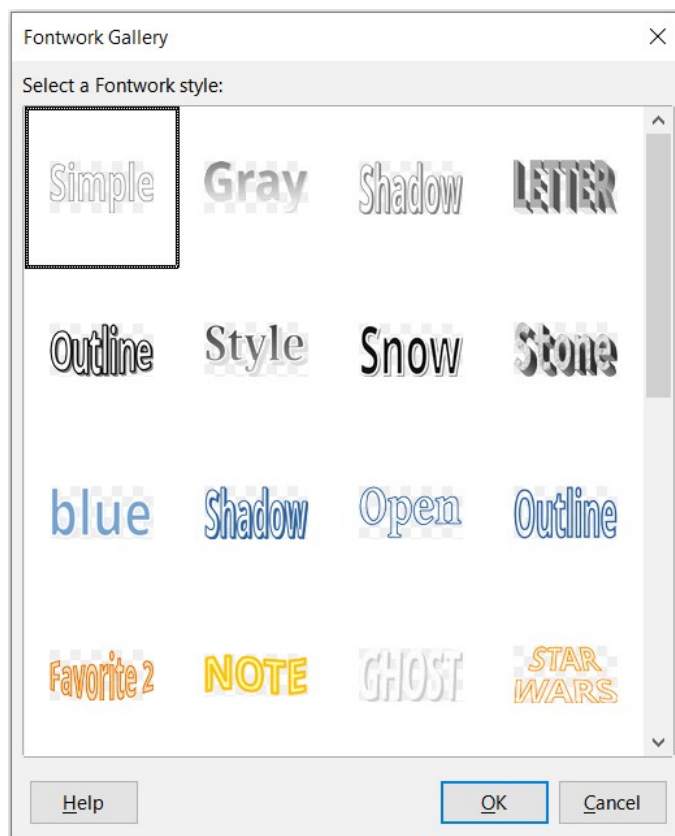 Fontwork Gallery
Select a Fontwork style:
Simple Gray Shadow LETTER
Outline Style Snow Stone
blue Shadow Open Outline
Favorite 2 NOTE GHOST STAR WARS
Help OK Cancel